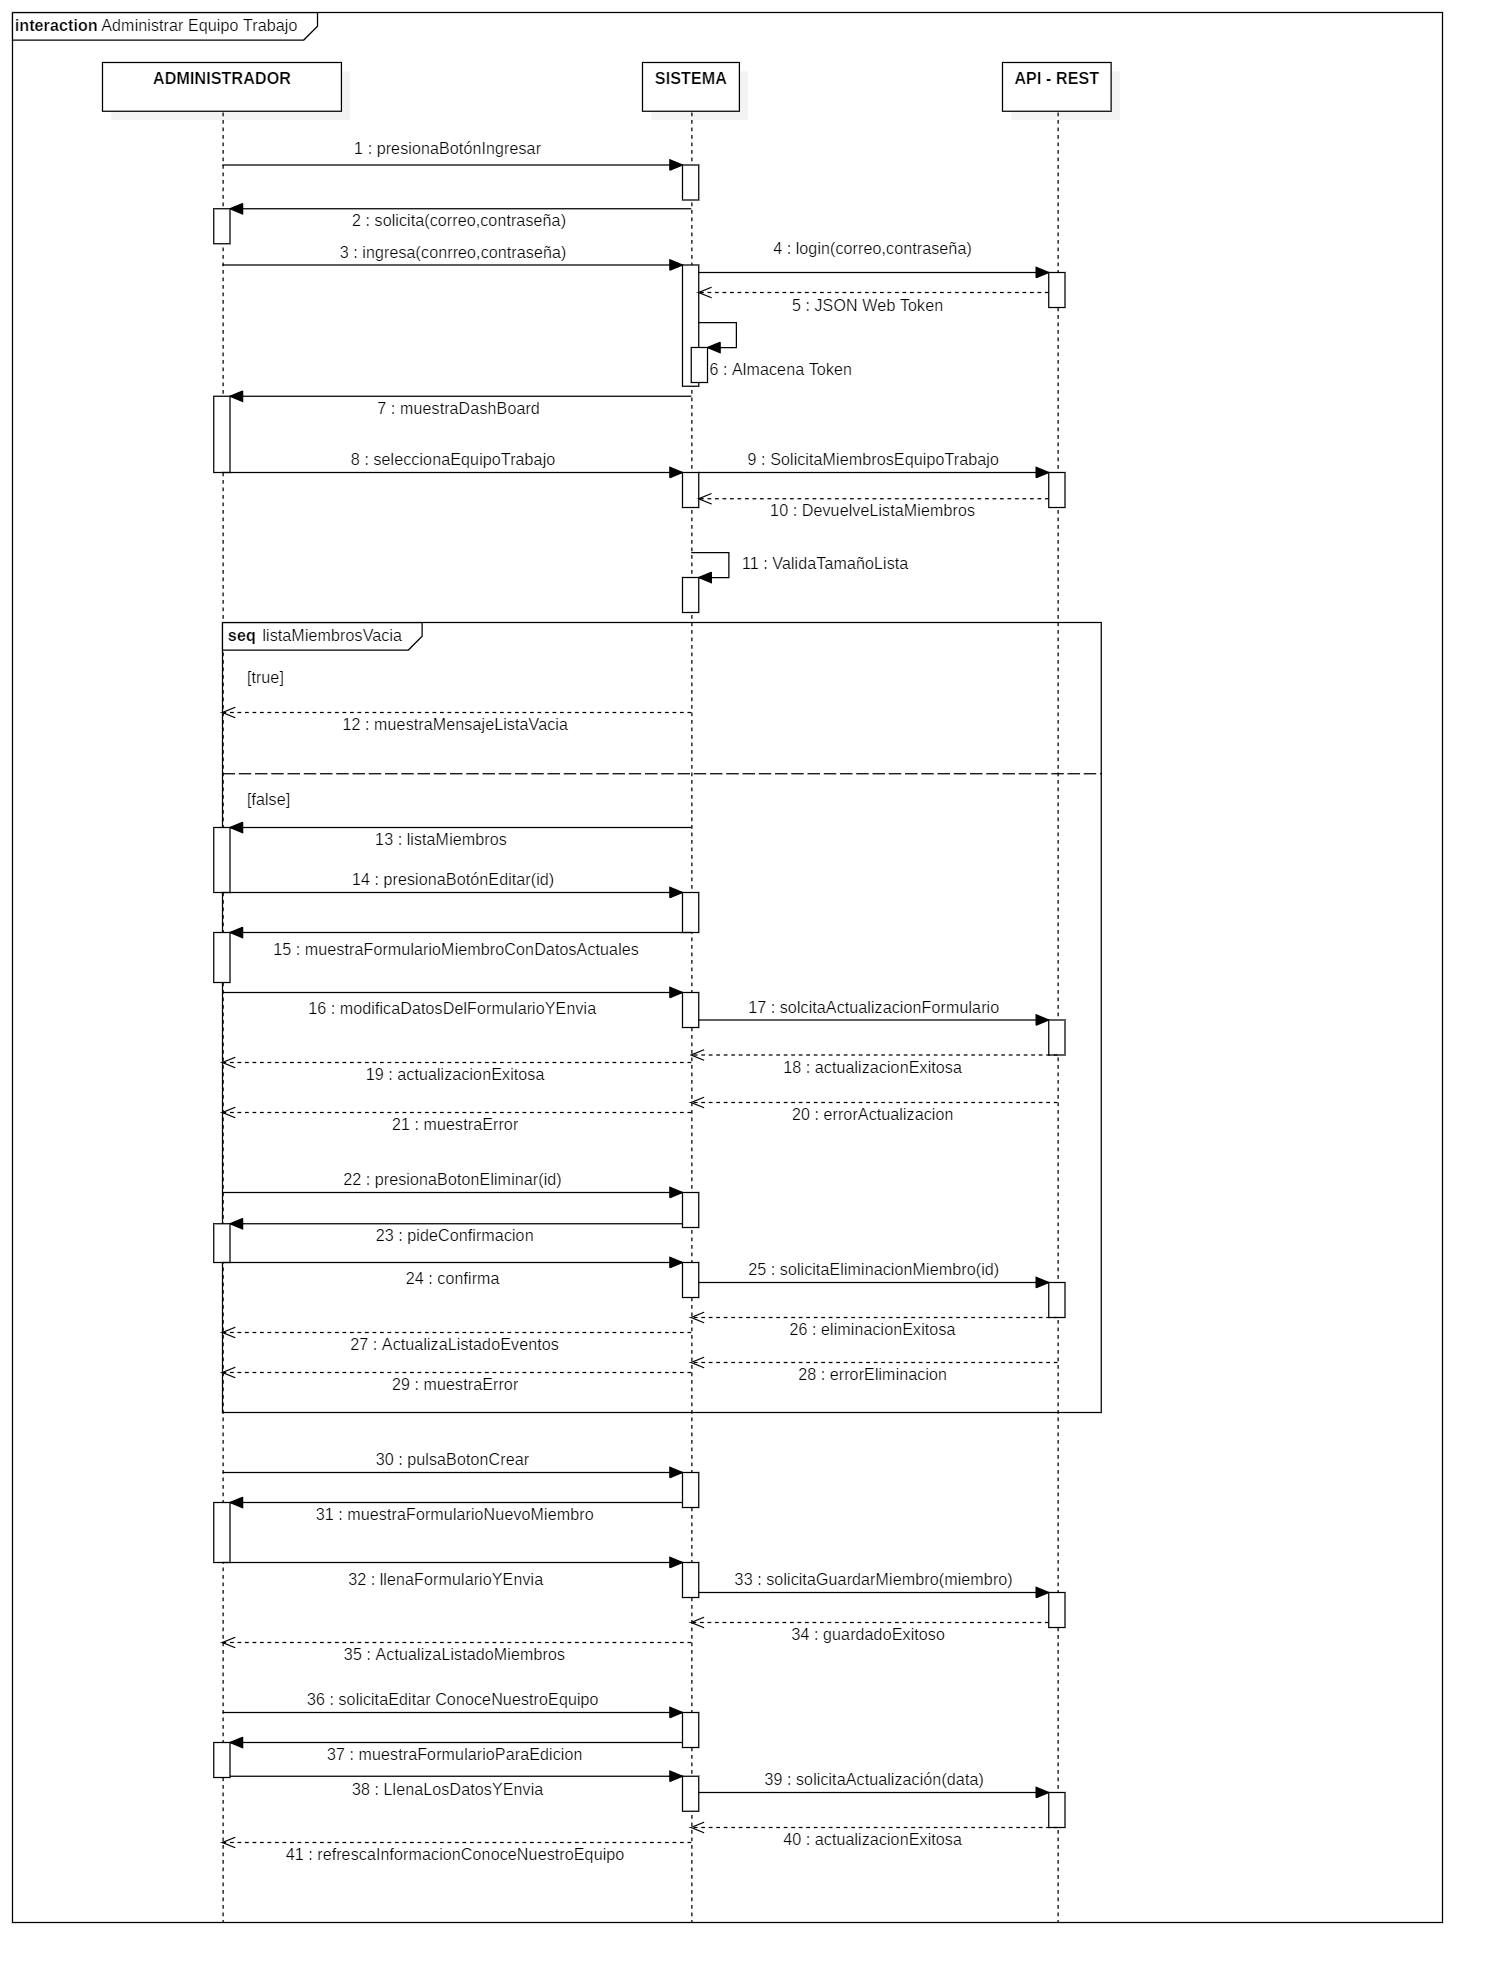 interaction Administrar Equipo Trabajo
ADMINISTRADOR
SISTEMA
API - REST
1 : presionaBotónIngresar
2 : solicita(correo,contraseña)
3 : ingresa(conrreo,contraseña)
4 : login(correo,contraseña)
5 : JSON Web Token
6 : Almacena Token
7 : muestraDashBoard
8 : seleccionaEquipoTrabajo
9 : SolicitaMiembrosEquipoTrabajo
10 : DevuelveListaMiembros
11 : ValidaTamañoLista
seq listaMiembrosVacia
[true]
12 : muestraMensajeListaVacia
[false]
13 : listaMiembros
14 : presionaBotónEditar(id)
15 : muestraFormularioMiembroConDatosActuales
16 : modificaDatosDelFormularioYEnvia
17 : solcitaActualizacionFormulario
18 : actualizacionExitosa
19 : actualizacionExitosa
20 : errorActualizacion
21 : muestraError
22 : presionaBotonEliminar(id)
23 : pideConfirmacion
24 : confirma
25 : solicitaEliminacionMiembro(id)
26 : eliminacionExitosa
27 : ActualizaListadoEventos
28 : errorEliminacion
29 : muestraError
30 : pulsaBotonCrear
31 : muestraFormularioNuevoMiembro
32 : llenaFormularioYEnvia
33 : solicitaGuardarMiembro(miembro)
34 : guardadoExitoso
35 : ActualizaListadoMiembros
36 : solicitaEditar ConoceNuestroEquipo
37 : muestraFormularioParaEdicion
38 : LlenaLosDatosYEnvia
39 : solicitaActualización(data)
40 : actualizacionExitosa
41 : refrescaInformacionConoceNuestroEquipo